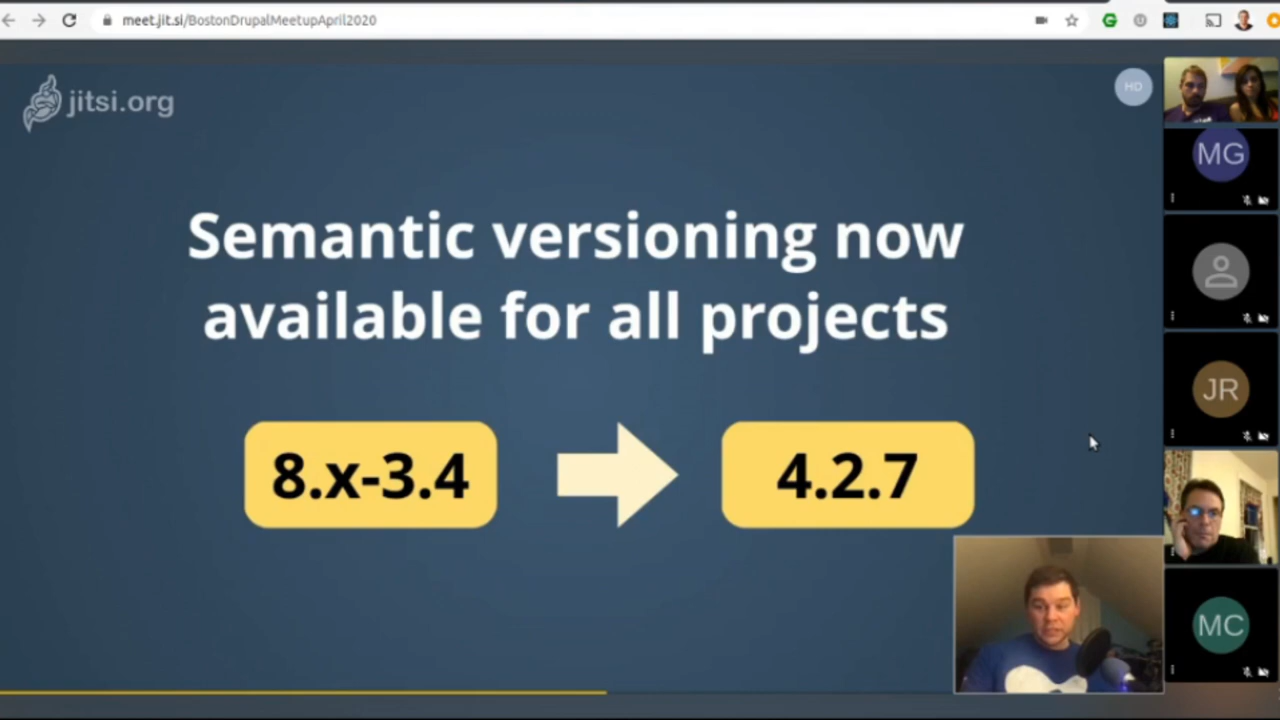 meet.jit.si/BostonDrupalMeetupApril2020
jitsi.org
HD
MG
Semantic versioning now
available for all projects
JR
8.x-3.4
4.2.7
MC